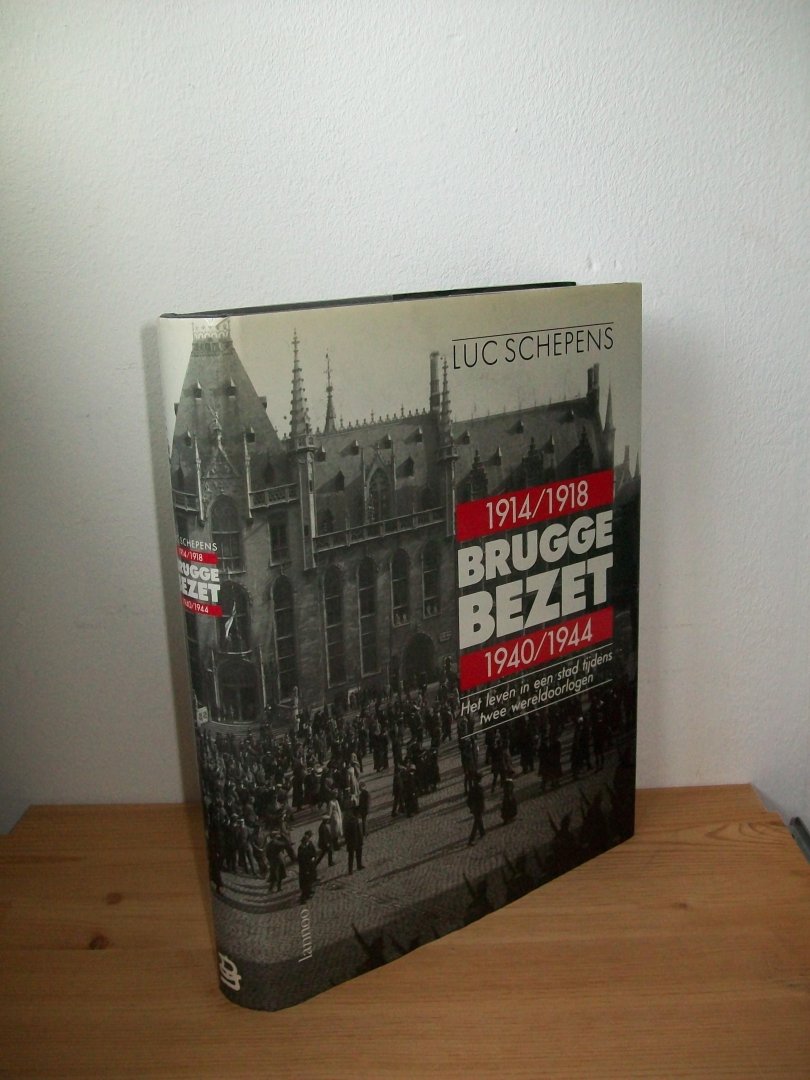 LUC SCHEPENS
1914/1918
BRUGGE
BEZET
1940/1944
Het leven in een stad tijdens
twee wereldoorlogen
SCHEPENS
1914/1918
BRUGGE
BEZET
1940/1944
lannoo